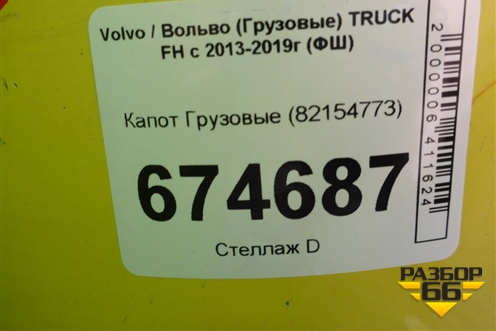 Volvo / Вольво (Грузовые) TRUCK
FH с 2013-2019г (ФШ)
Капот Грузовые (82154773)
674687
Стеллаж D
2000006411624
РАЗБОР
66